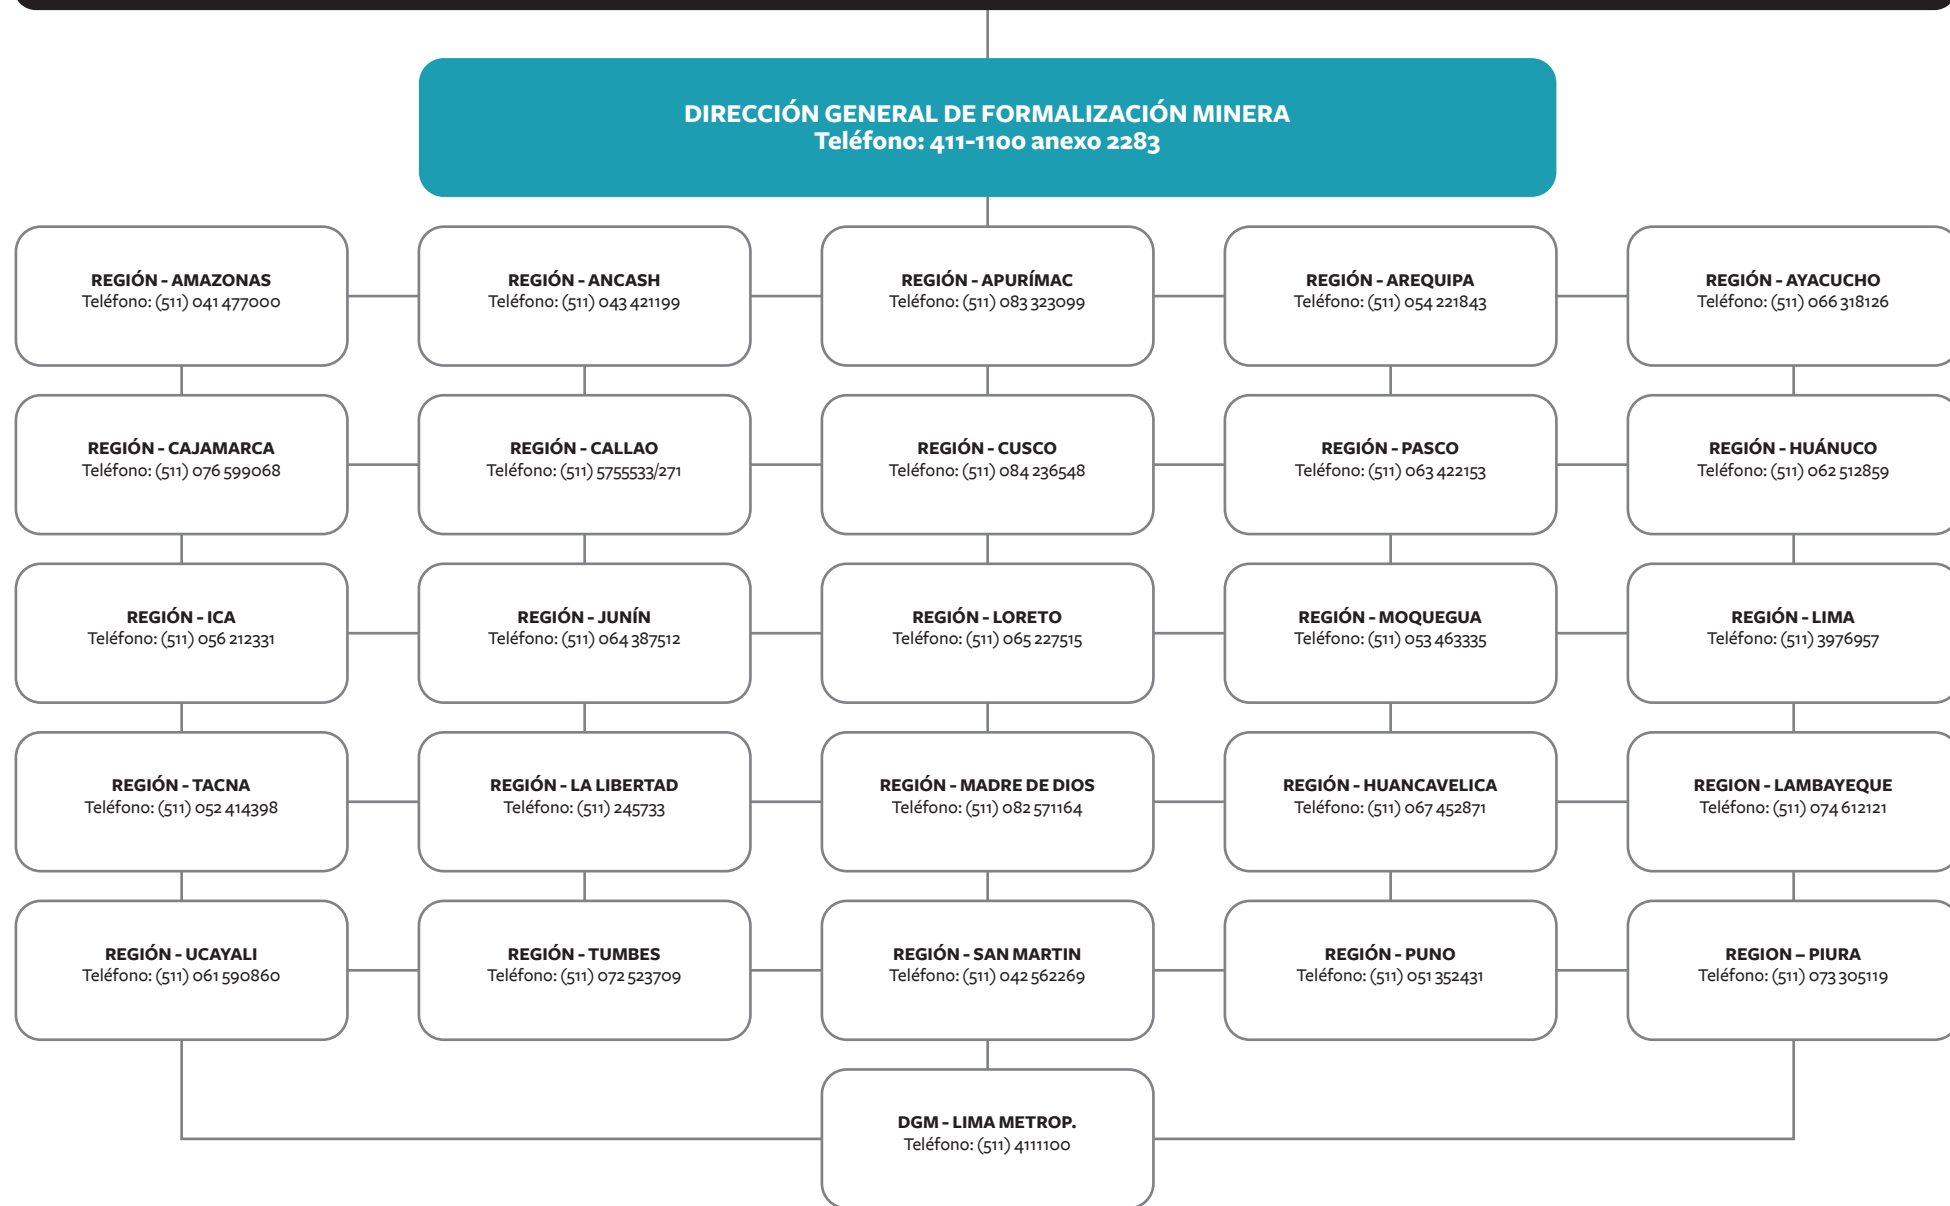 DIRECCIÓN GENERAL DE FORMALIZACIÓN MINERA
Teléfono: 411-1100 anexo 2283
REGIÓN - AMAZONAS
Teléfono: (511) 041 477000
REGIÓN - ANCASH
Teléfono: (511) 043 421199
REGIÓN - APURÍMAC
Teléfono: (511) 083 323099
REGIÓN - AREQUIPA
Teléfono: (511) 054 221843
REGIÓN - AYACUCHO
Teléfono: (511) 066 318126
REGIÓN - CAJAMARCA
Teléfono: (511) 076 599068
REGIÓN - CALLAO
Teléfono: (511) 5755533/271
REGIÓN - CUSCO
Teléfono: (511) 084 236548
REGIÓN - PASCO
Teléfono: (511) 063 422153
REGIÓN - HUÁNUCO
Teléfono: (511) 062 512859
REGIÓN - ICA
Teléfono: (511) 056 212331
REGIÓN - JUNÍN
Teléfono: (511) 064 387512
REGIÓN - LORETO
Teléfono: (511) 065 227515
REGIÓN - MOQUEGUA
Teléfono: (511) 053 463335
REGIÓN - LIMA
Teléfono: (511) 3976957
REGIÓN - TACNA
Teléfono: (511) 052 414398
REGIÓN - LA LIBERTAD
Teléfono: (511) 245733
REGIÓN - MADRE DE DIOS
Teléfono: (511) 082 571164
REGIÓN - HUANCAVELICA
Teléfono: (511) 067 452871
REGION - LAMBAYEQUE
Teléfono: (511) 074 612121
REGIÓN - UCAYALI
Teléfono: (511) 061 590860
REGIÓN - TUMBES
Teléfono: (511) 072 523709
REGIÓN - SAN MARTIN
Teléfono: (511) 042 562269
REGIÓN - PUNO
Teléfono: (511) 051 352431
REGION – PIURA
Teléfono: (511) 073 305119
DGM - LIMA METROP.
Teléfono: (511) 4111100